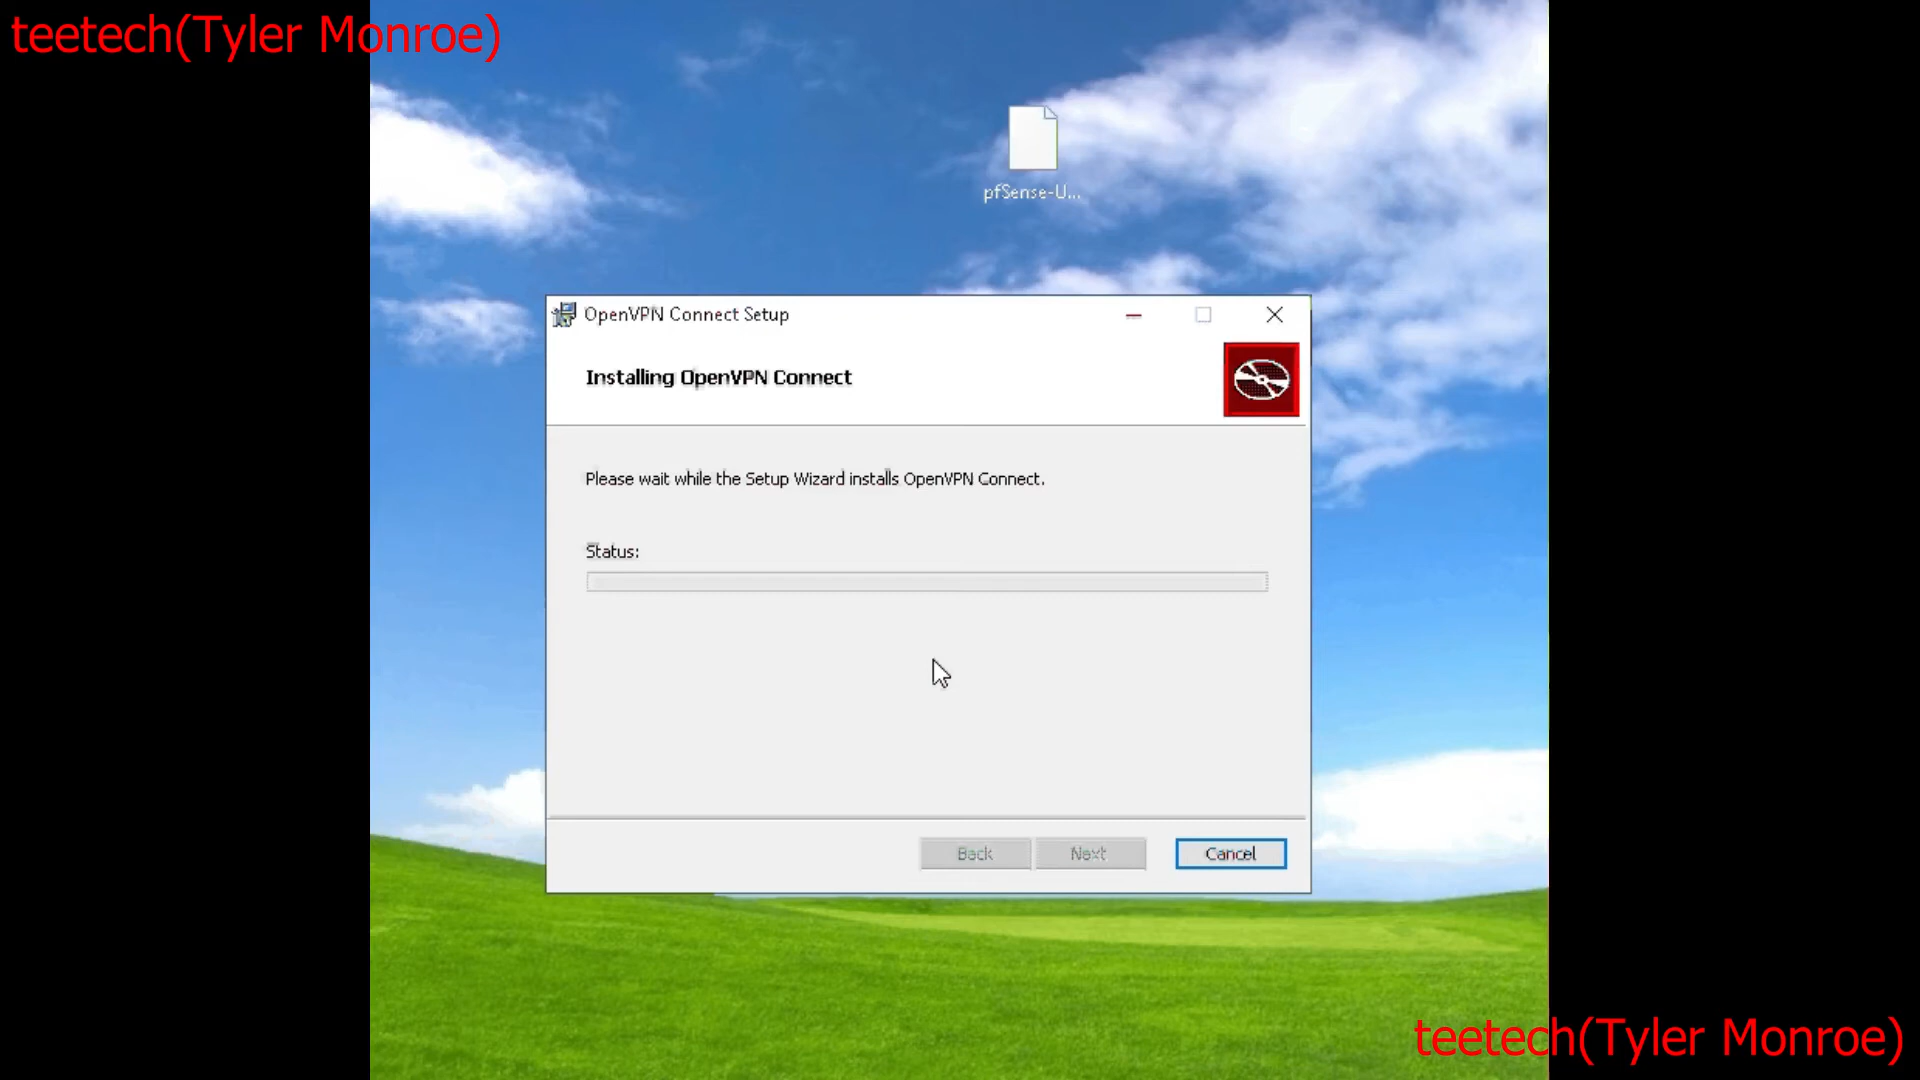 teetech(Tyler Monroe)
pfSense-U...
OpenVPN Connect Setup
Installing OpenVPN Connect
Please wait while the Setup Wizard installs OpenVPN Connect.
Status:
Back
Next
Cancel
teetech(Tyler Monroe)